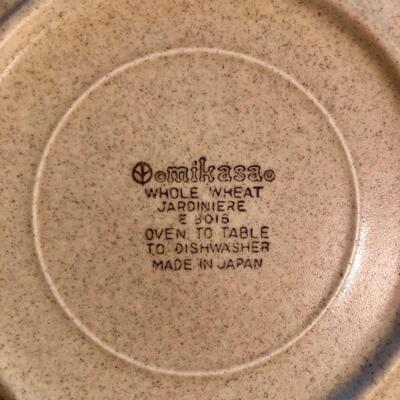 mikasa
WHOLE WHEAT
JARDINIERE
E 8016
OVEN TO TABLE
TO DISHWASHER
MADE IN JAPAN